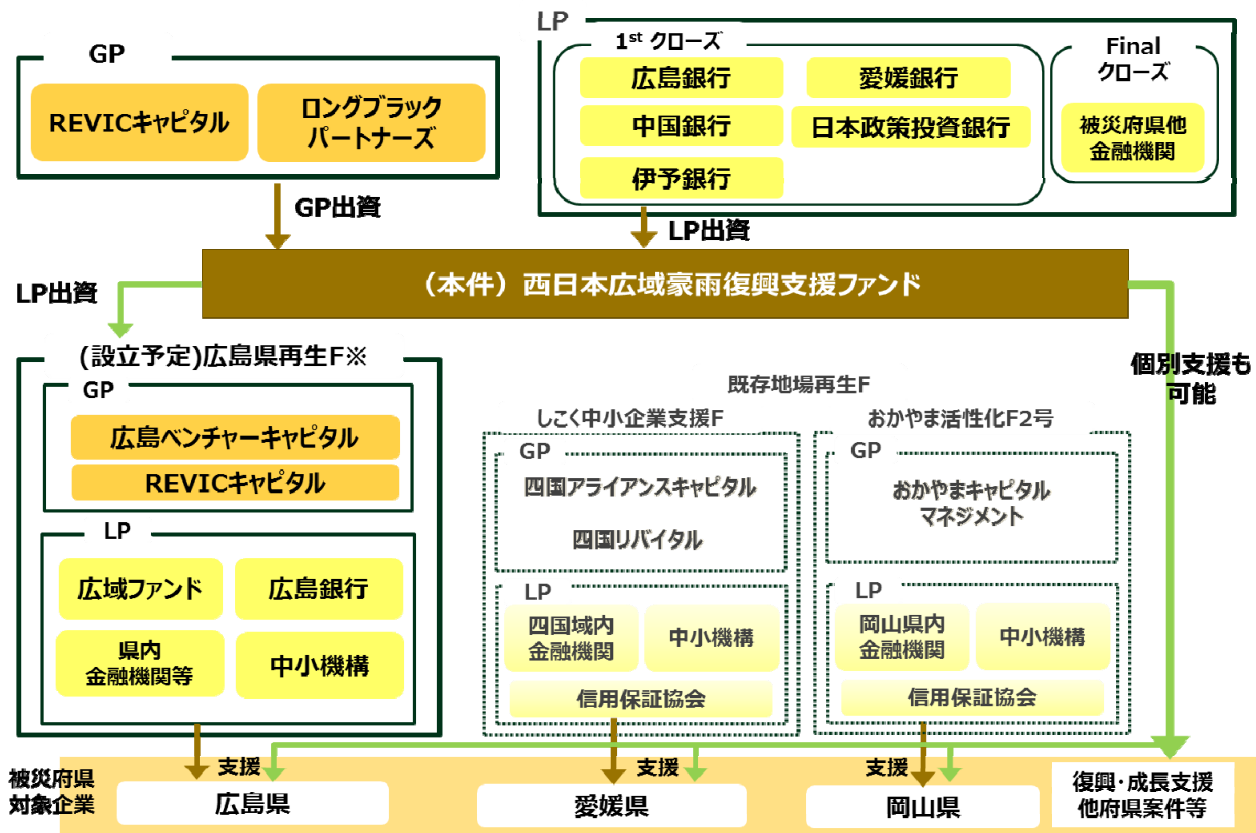 GP
REVICキャピタル
ロングブラック
パートナーズ
LP
1st クローズ
広島銀行
愛媛銀行
中国銀行
日本政策投資銀行
伊予銀行
Final
クローズ
被災府県他
金融機関
GP出資
LP出資
(本件)西日本広域豪雨復興支援ファンド
LP出資
個別支援も
可能
(設立予定)広島県再生F※
GP
広島ベンチャーキャピタル
REVICキャピタル
LP
広域ファンド
広島銀行
県内
金融機関等
中小機構
既存地場再生F
しこく中小企業支援F
GP
四国アライアンスキャピタル
四国リバイタル
LP
四国域内
金融機関
中小機構
信用保証協会
おかやま活性化F2号
GP
おかやまキャピタル
マネジメント
LP
岡山県内
金融機関
中小機構
信用保証協会
被災府県
対象企業
支援
広島県
支援
愛媛県
支援
岡山県
復興・成長支援
他府県案件等